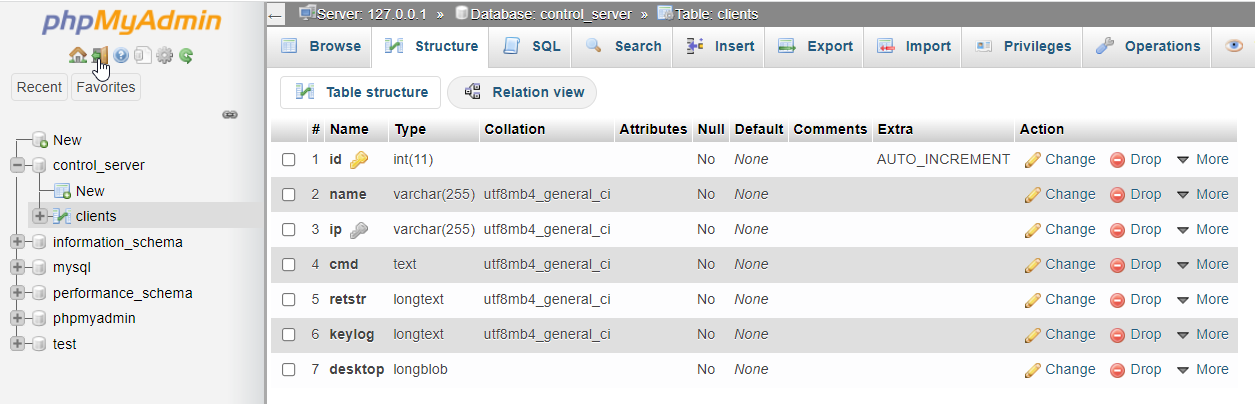 phpMyAdmin
Recent Favorites
New
control_server
New
clients
information_schema
mysql
performance_schema
phpmyadmin
test
Server: 127.0.0.1 » Database: control_server » Table: clients
Browse Structure SQL Search Insert Export Import Privileges Operations
Table structure Relation view
# Name Type Collation Attributes Null Default Comments Extra Action
1 id int(11) No None AUTO_INCREMENT Change Drop More
2 name varchar(255) utf8mb4_general_ci No None Change Drop More
3 ip varchar(255) utf8mb4_general_ci No None Change Drop More
4 cmd text utf8mb4_general_ci No None Change Drop More
5 retstr longtext utf8mb4_general_ci No None Change Drop More
6 keylog longtext utf8mb4_general_ci No None Change Drop More
7 desktop longblob No None Change Drop More